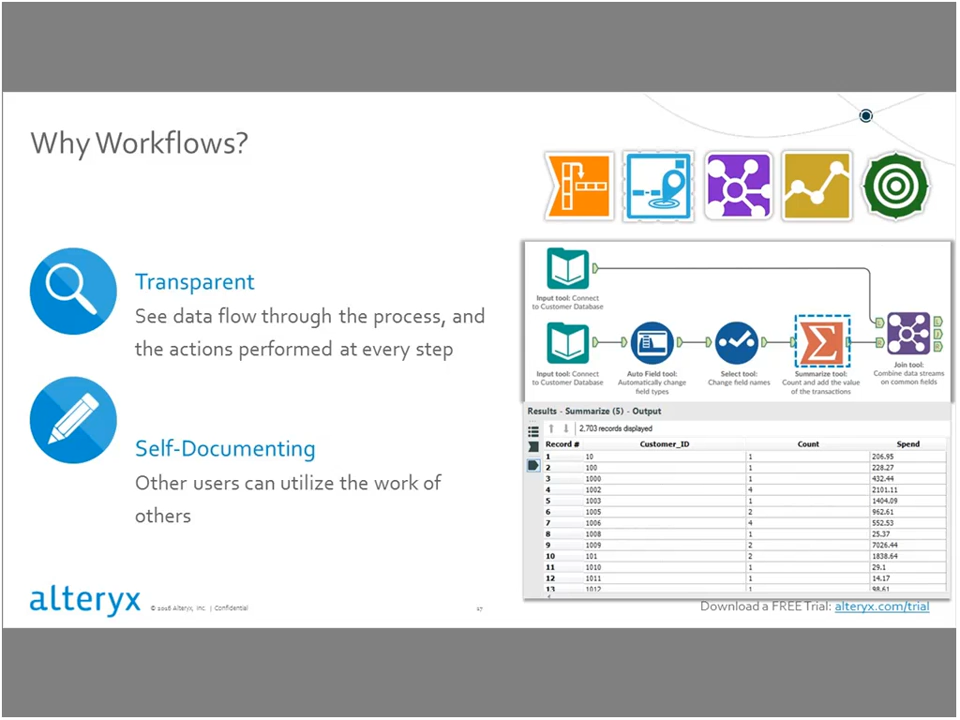 Why Workflows?
Transparent
See data flow through the process, and
the actions performed at every step
Self-Documenting
Other users can utilize the work of
others
Input tool: Connect
to Customer Database
Input tool: Connect
to Customer Database
Auto Field tool:
Automatically change
field types
Select tool:
Change field names
Summarize tool:
Count and add the value
of the transactions
Join tool:
Combine data streams
on common fields
Results - Summarize (5) - Output
2,703 records displayed
Record # Customer_ID Count Spend
1 10 1 206.95
2 100 1 228.27
3 1000 1 432.44
4 1002 4 2101.11
5 1003 1 1404.09
6 1005 2 962.61
7 1006 4 552.53
8 1008 1 25.37
9 1009 2 7026.44
10 101 2 1838.64
11 1010 1 29.1
12 1011 1 14.17
13 1012 1 98.61
alteryx © 2018 Alteryx, Inc. | Confidential
17
Download a FREE Trial: alteryx.com/trial